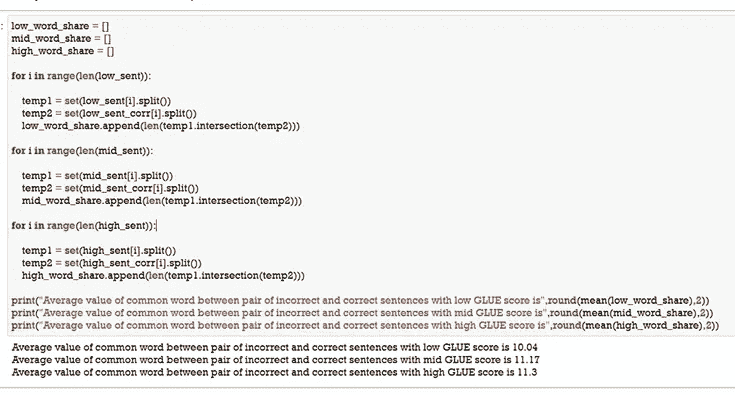 : low_word_share = []
mid_word_share = []
high_word_share = []
for i in range(len(low_sent)):
temp1 = set(low_sent[i].split())
temp2 = set(low_sent_corr[i].split())
low_word_share.append(len(temp1.intersection(temp2)))
for i in range(len(mid_sent)):
temp1 = set(mid_sent[i].split())
temp2 = set(mid_sent_corr[i].split())
mid_word_share.append(len(temp1.intersection(temp2)))
for i in range(len(high_sent)):
temp1 = set(high_sent[i].split())
temp2 = set(high_sent_corr[i].split())
high_word_share.append(len(temp1.intersection(temp2)))
print("Average value of common word between pair of incorrect and correct sentences with low GLUE score is",round(mean(low_word_share),2))
print("Average value of common word between pair of incorrect and correct sentences with mid GLUE score is",round(mean(mid_word_share),2))
print("Average value of common word between pair of incorrect and correct sentences with high GLUE score is",round(mean(high_word_share),2))
Average value of common word between pair of incorrect and correct sentences with low GLUE score is 10.04
Average value of common word between pair of incorrect and correct sentences with mid GLUE score is 11.17
Average value of common word between pair of incorrect and correct sentences with high GLUE score is 11.3